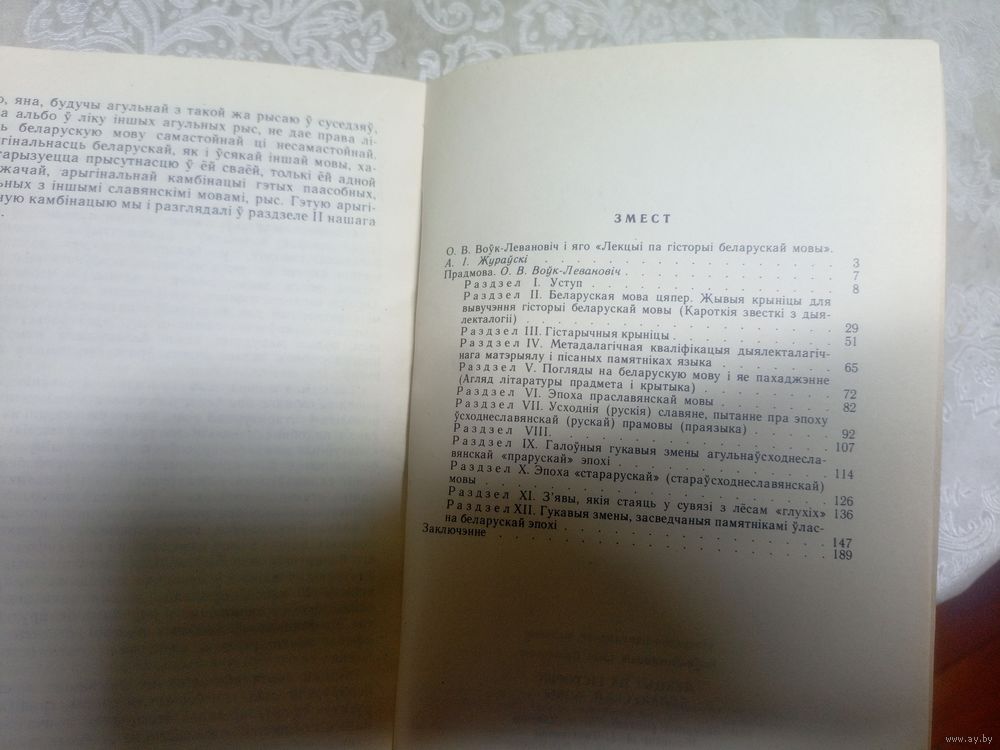 о, яна, будучы агульнай з такой жа рысаю ў суседзяў,
а альбо ў ліку іншых агульных рыс, не дае права лі-
ь беларускую мову самастойнай ці несамастойнай.
гінальнасць беларускай, як і ўсякай іншай мовы, ха-
тарызуецца прысутнасцю ў ёй сваёй, толькі ёй адной
жачай, арыгінальнай камбінацыі гэтых паасобных,
ьных з іншымі славянскімі мовамі, рыс. Гэтую арыгі-
ную камбінацыю мы і разглядалі ў раздзеле II нашага
ЗМЕСТ
О. В. Воўк-Левановіч і яго «Лекцыі па гісторыі беларускай мовы».
А. І. Жураўскі . . . . . . . . . . 3
Прадмова. О. В. Воўк-Левановіч . . . . . . . 7
Раздзел I. Уступ . . . . . . . . 8
Раздзел II. Беларуская мова цяпер. Жывыя крыніцы для
вывучэння гісторыі беларускай мовы (Кароткія звесткі з дыя-
лекталогіі) . . . . . . . . . . 29
Раздзел III. Гістарычныя крыніцы . . . . . . 51
Раздзел IV. Метадалагічная кваліфікацыя дыялекталагіч-
нага матэрыялу і пісаных памятнікаў языка . . . . 65
Раздзел V. Погляды на беларускую мову і яе пахаджэнне
(Агляд літаратуры прадмета і крытыка) . . . . . 72
Раздзел VI. Эпоха праславянскай мовы . . . . 82
Раздзел VII. Усходнія (рускія) славяне, пытанне пра эпоху
ўсходнеславянскай (рускай) прамовы (праязыка) . . . . 92
Раздзел VIII. . . . . . . . . . 107
Раздзел IX. Галоўныя гукавыя змены агульнаўсходнесла-
вянскай «прарускай» эпохі . . . . . . . 114
Раздзел X. Эпоха «старарускай» (стараўсходнеславянскай)
мовы . . . . . . . . . . . 126
Раздзел XI. З'явы, якія стаяць у сувязі з лёсам «глухіх» 136
Раздзел XII. Гукавыя змены, засведчаныя памятнікамі ўлас-
на беларускай эпохі . . . . . . . . 147
Заключэнне . . . . . . . . . . 189
www.ay.by